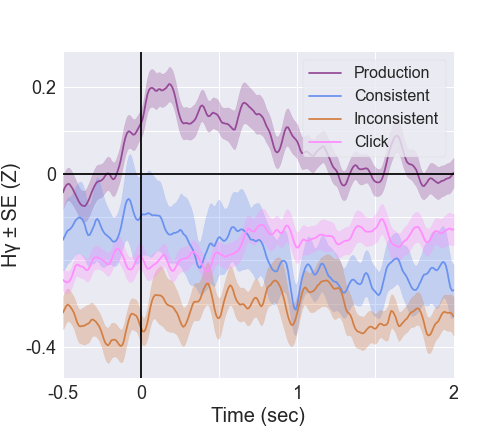 Production
Consistent
Inconsistent
Click
0.2
0
-0.4
Hγ ± SE (Z)
-0.5
0
1
2
Time (sec)